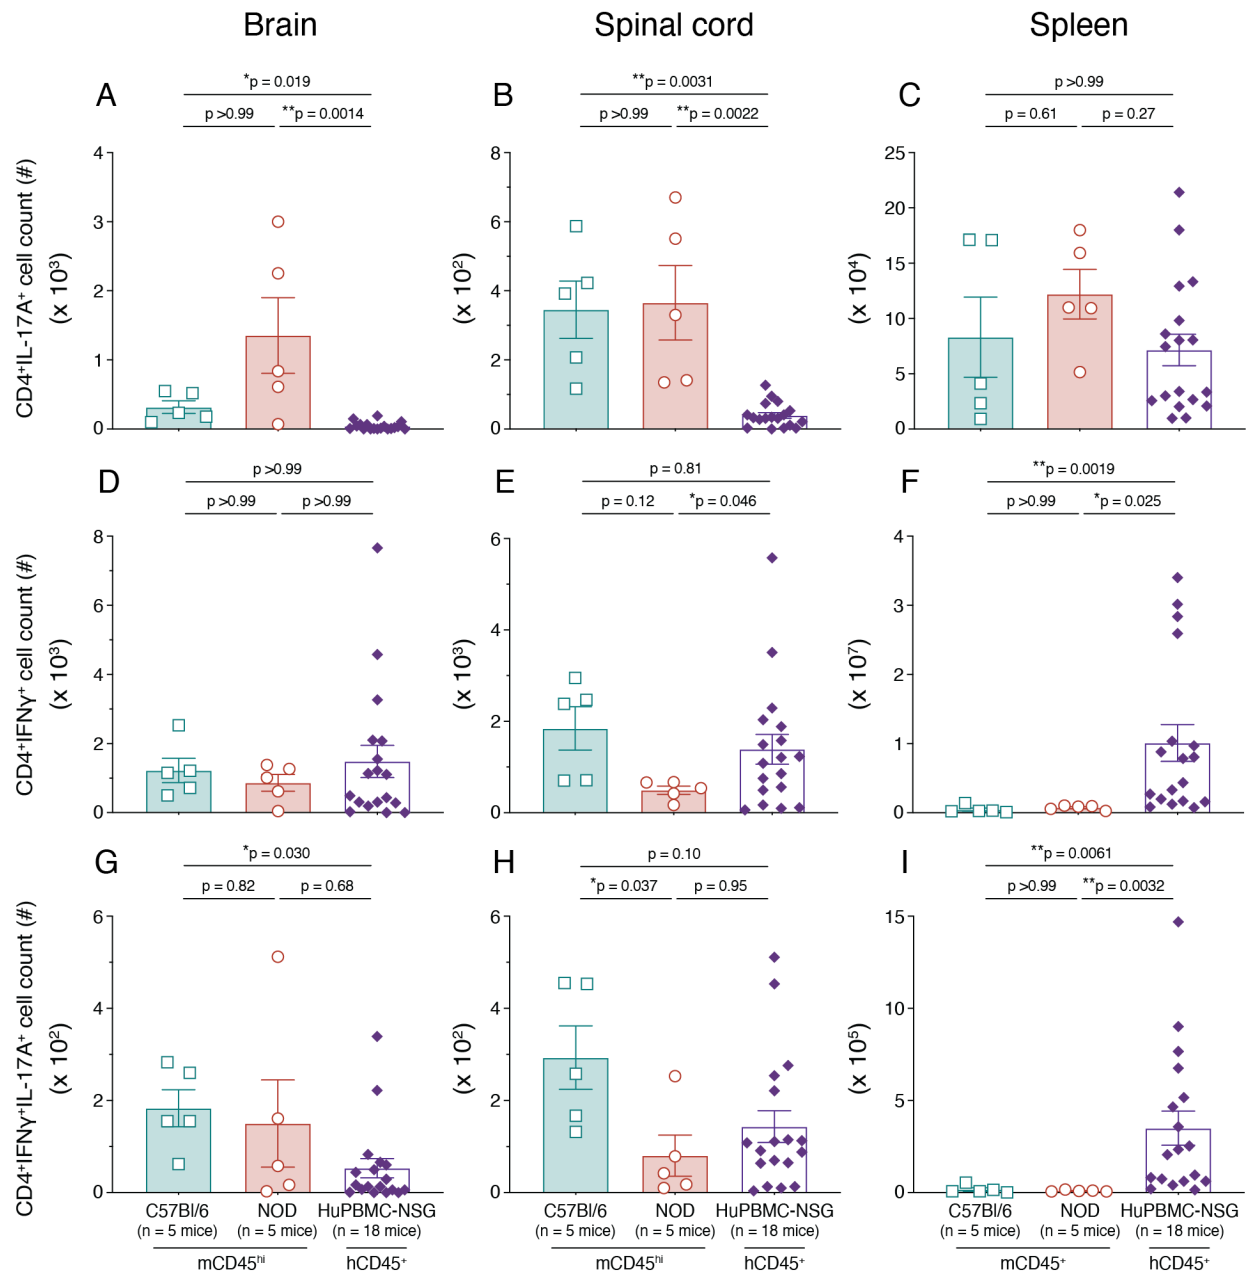 Brain Spinal cord Spleen
A *p = 0.019 B **p = 0.0031 C p >0.99
p >0.99 **p = 0.0014 p >0.99 **p = 0.0022 p = 0.61 p = 0.27
CD4⁺IL-17A⁺ cell count (#)
(x 10³) (x 10²) (x 10⁴)
4 8 25
3 6 20
15
2 4
10
1 2
5
0 0 0
D p >0.99 E p = 0.81 F **p = 0.0019
p >0.99 p >0.99 p = 0.12 *p = 0.046 p >0.99 *p = 0.025
CD4⁺IFNγ⁺ cell count (#)
(x 10³) (x 10³) (x 10⁷)
8 6 4
6 3
4
4 2
2
2 1
0 0 0
G *p = 0.030 H p = 0.10 I **p = 0.0061
p = 0.82 p = 0.68 *p = 0.037 p = 0.95 p >0.99 **p = 0.0032
CD4⁺IFNγ⁺IL-17A⁺ cell count (#)
(x 10²) (x 10²) (x 10⁵)
6 6 15
4 4 10
2 2 5
0 0 0
C57Bl/6 NOD HuPBMC-NSG C57Bl/6 NOD HuPBMC-NSG C57Bl/6 NOD HuPBMC-NSG
(n = 5 mice) (n = 5 mice) (n = 18 mice) (n = 5 mice) (n = 5 mice) (n = 18 mice) (n = 5 mice) (n = 5 mice) (n = 18 mice)
mCD45ʰⁱ hCD45⁺ mCD45ʰⁱ hCD45⁺ mCD45⁺ hCD45⁺